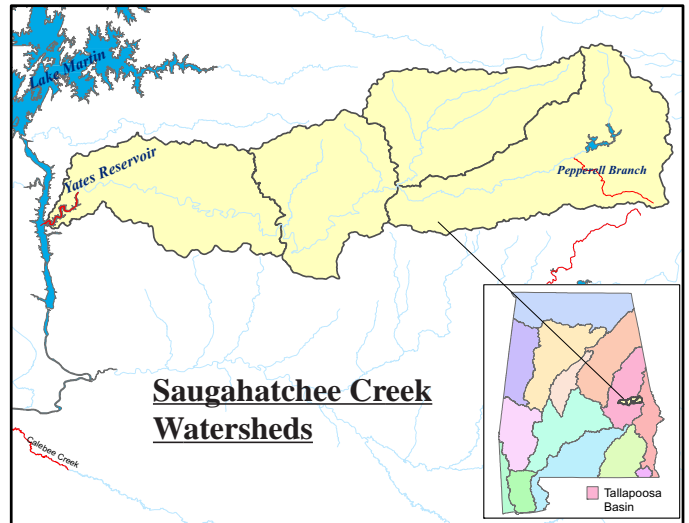 Lake Martin
Yates Reservoir
Pepperell Branch
Saugahatchee Creek
Watersheds
Calebee Creek
Tallapoosa
Basin